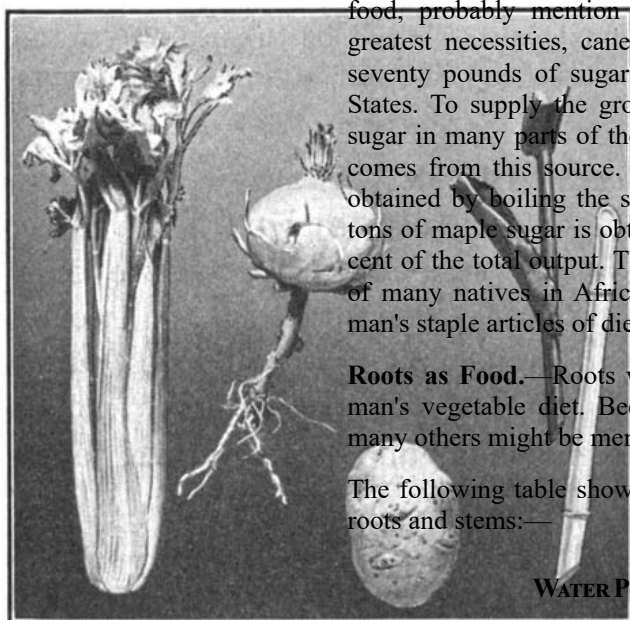 food, probably mention
greatest necessities, cane
seventy pounds of sugar
States. To supply the gro
sugar in many parts of the
comes from this source.
obtained by boiling the s
tons of maple sugar is obt
cent of the total output. T
of many natives in Afric
man's staple articles of die
Roots as Food.—Roots v
man's vegetable diet. Bee
many others might be mer
The following table show
roots and stems:—
WATER P